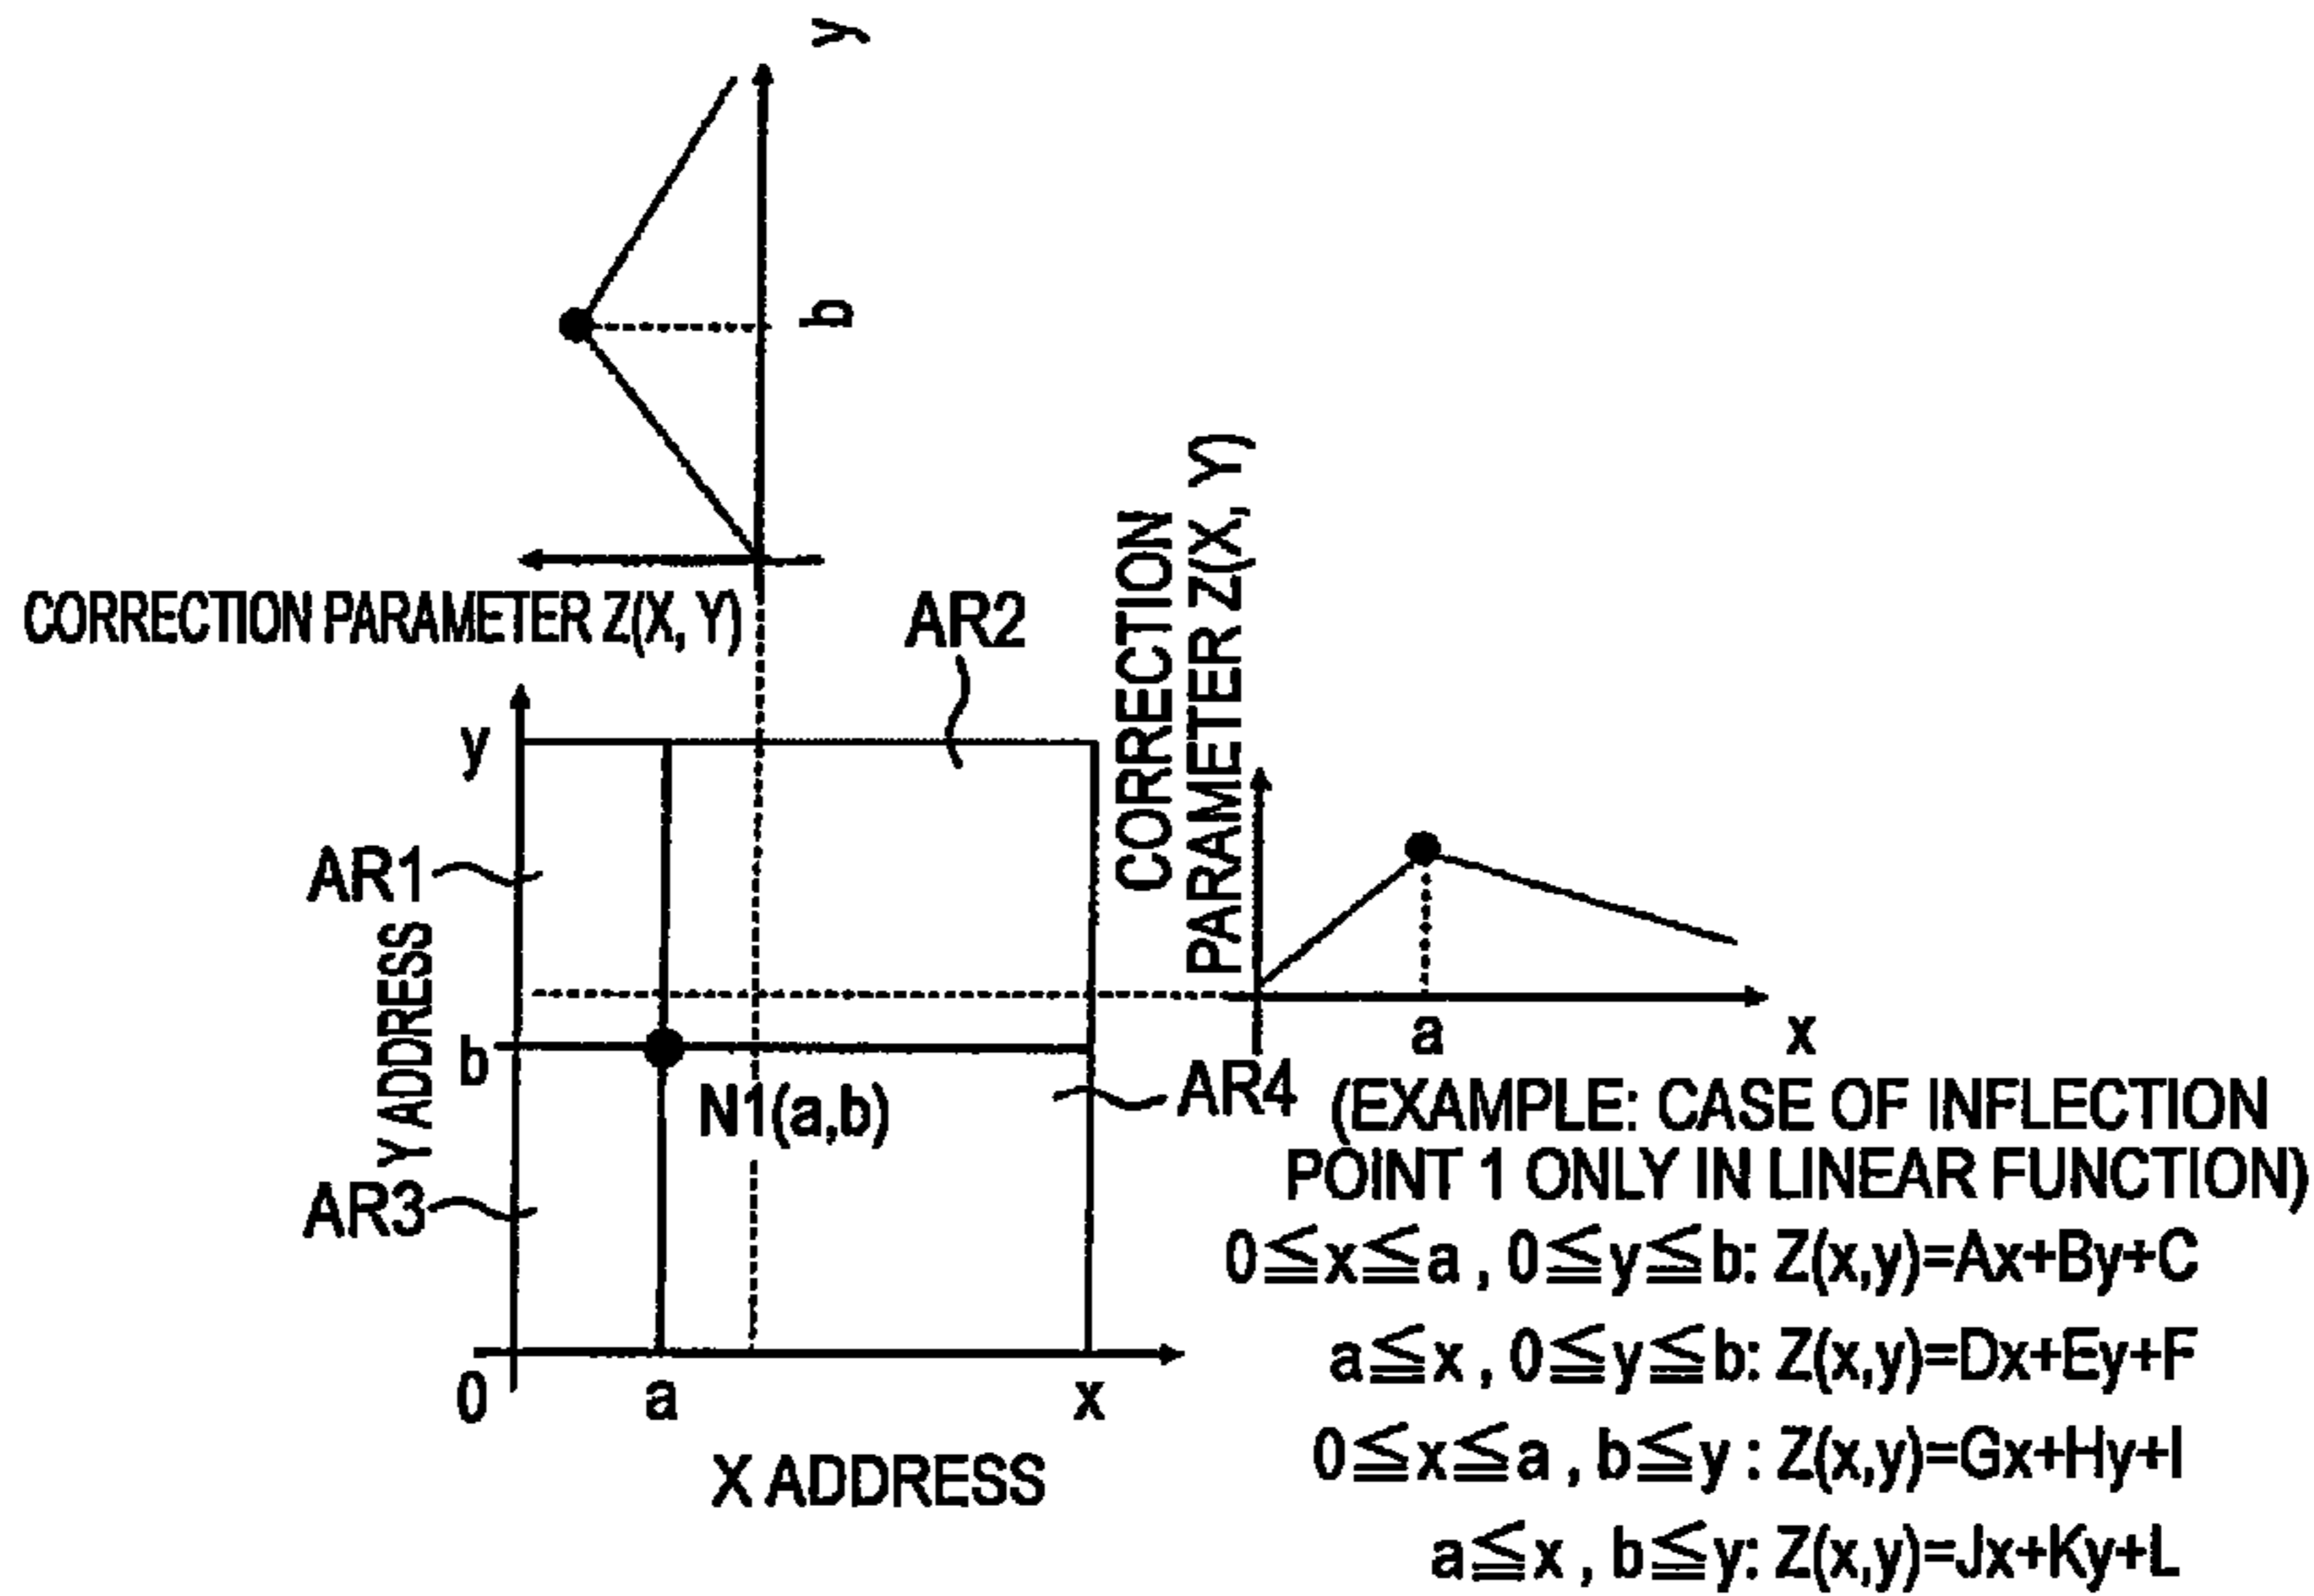 y
b
CORRECTION PARAMETER Z(X, Y)
AR2
CORRECTION
PARAMETER Z(X, Y)
y
AR1
Y ADDRESS
b
N1(a,b)
AR3
AR4
0
a
x
X ADDRESS
a
x
(EXAMPLE: CASE OF INFLECTION
POINT 1 ONLY IN LINEAR FUNCTION)
0≦x≦a , 0≦y≦b: Z(x,y)=Ax+By+C
a≦x , 0≦y≦b: Z(x,y)=Dx+Ey+F
0≦x≦a , b≦y : Z(x,y)=Gx+Hy+I
a≦x , b≦y: Z(x,y)=Jx+Ky+L